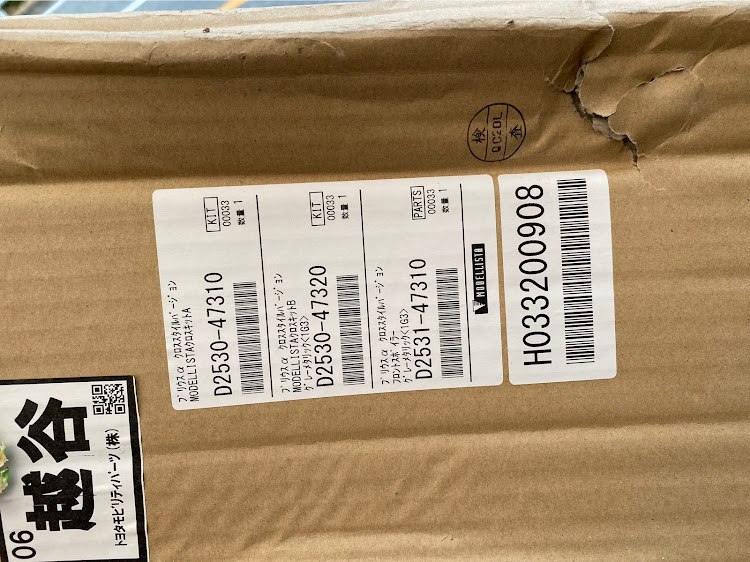 検
QC20L
査
プリウスα クロススタイルバージョン
MODELLISTAクロスキットA
D2530-47310
KIT
00033
数量 1
プリウスα クロススタイルバージョン
MODELLISTAクロスキットB
グレーメタリック<1G3>
D2530-47320
KIT
00033
数量 1
プリウスα クロススタイルバージョン
フロントスポイラー
グレーメタリック<1G3>
D2531-47310
PARTS
00033
数量 1
MODELLISTA
H033200908
06
越谷
トヨタモビリティパーツ(株)